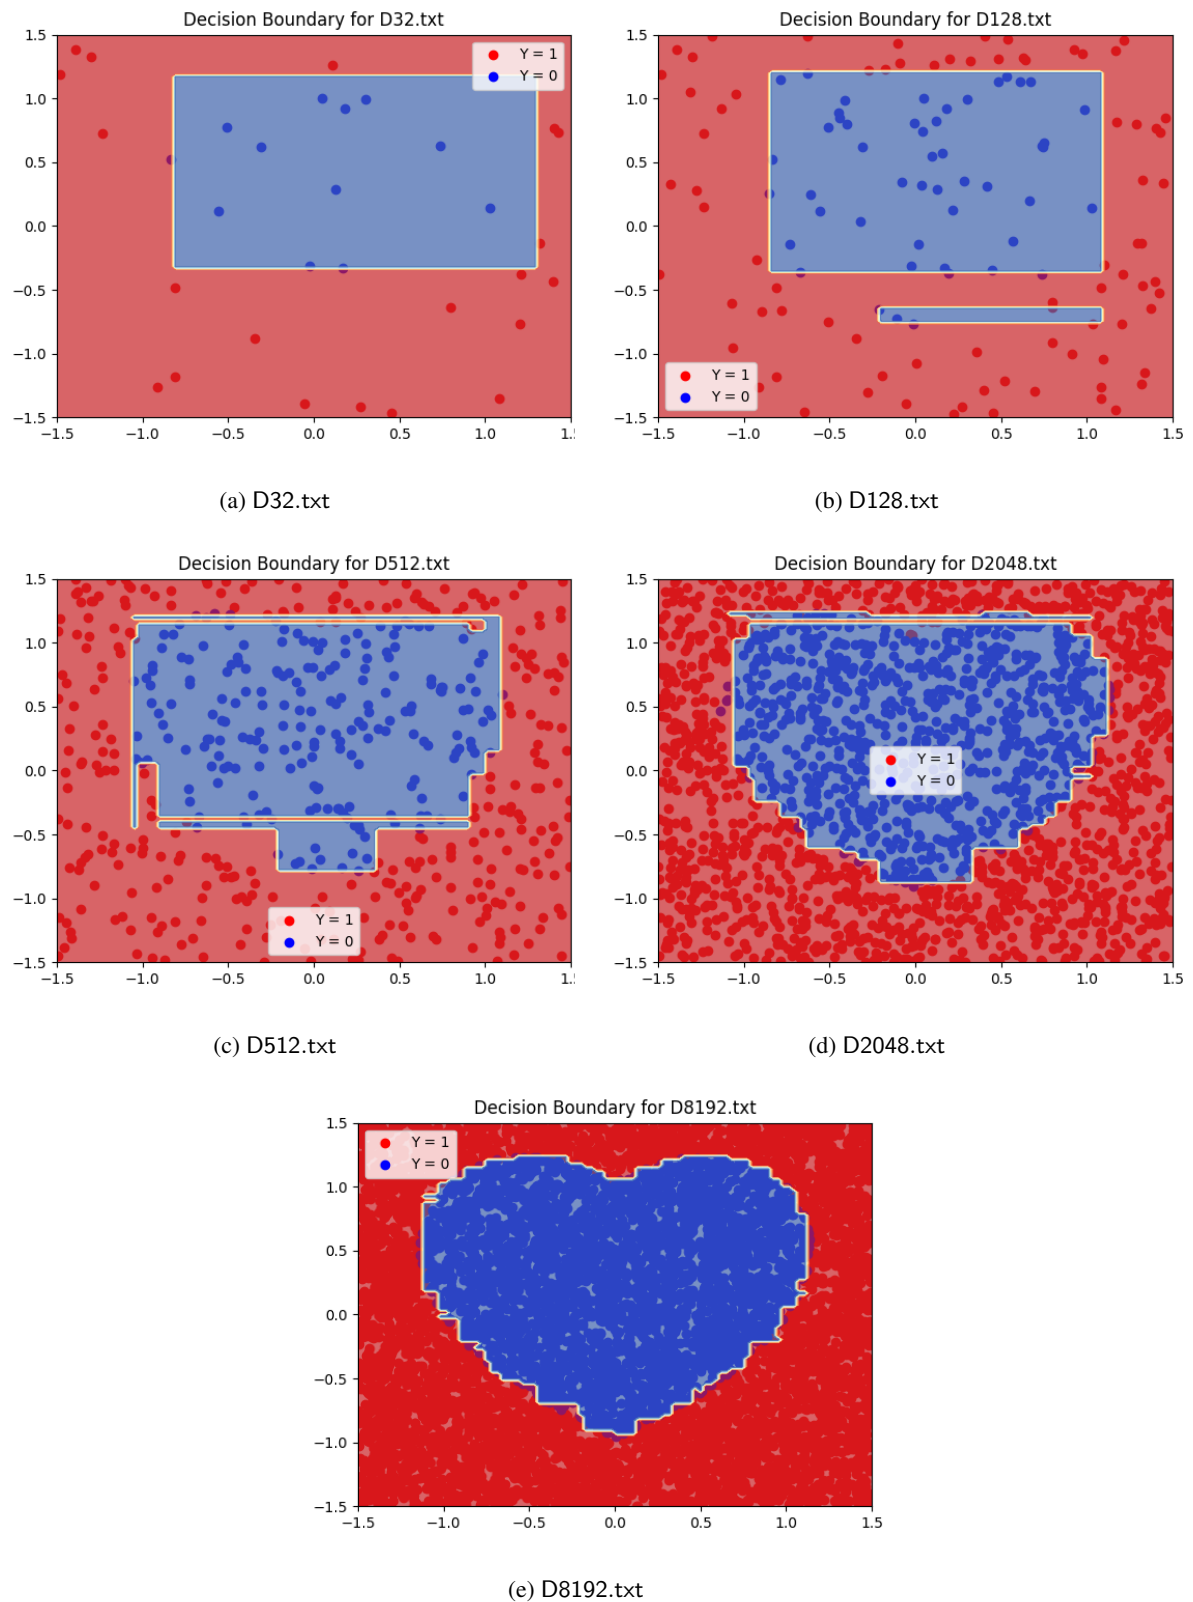 Decision Boundary for D32.txt
1.5
1.0
0.5
0.0
−0.5
−1.0
−1.5
−1.5 −1.0 −0.5 0.0 0.5 1.0 1.
Y = 1
Y = 0
(a) D32.txt
Decision Boundary for D128.txt
1.5
1.0
0.5
0.0
−0.5
−1.0
−1.5
−1.5 −1.0 −0.5 0.0 0.5 1.0 1.5
Y = 1
Y = 0
(b) D128.txt
Decision Boundary for D512.txt
1.5
1.0
0.5
0.0
−0.5
−1.0
−1.5
−1.5 −1.0 −0.5 0.0 0.5 1.0 1.
Y = 1
Y = 0
(c) D512.txt
Decision Boundary for D2048.txt
1.5
1.0
0.5
0.0
−0.5
−1.0
−1.5
−1.5 −1.0 −0.5 0.0 0.5 1.0 1.5
Y = 1
Y = 0
(d) D2048.txt
Decision Boundary for D8192.txt
1.5
1.0
0.5
0.0
−0.5
−1.0
−1.5
−1.5 −1.0 −0.5 0.0 0.5 1.0 1.5
Y = 1
Y = 0
(e) D8192.txt